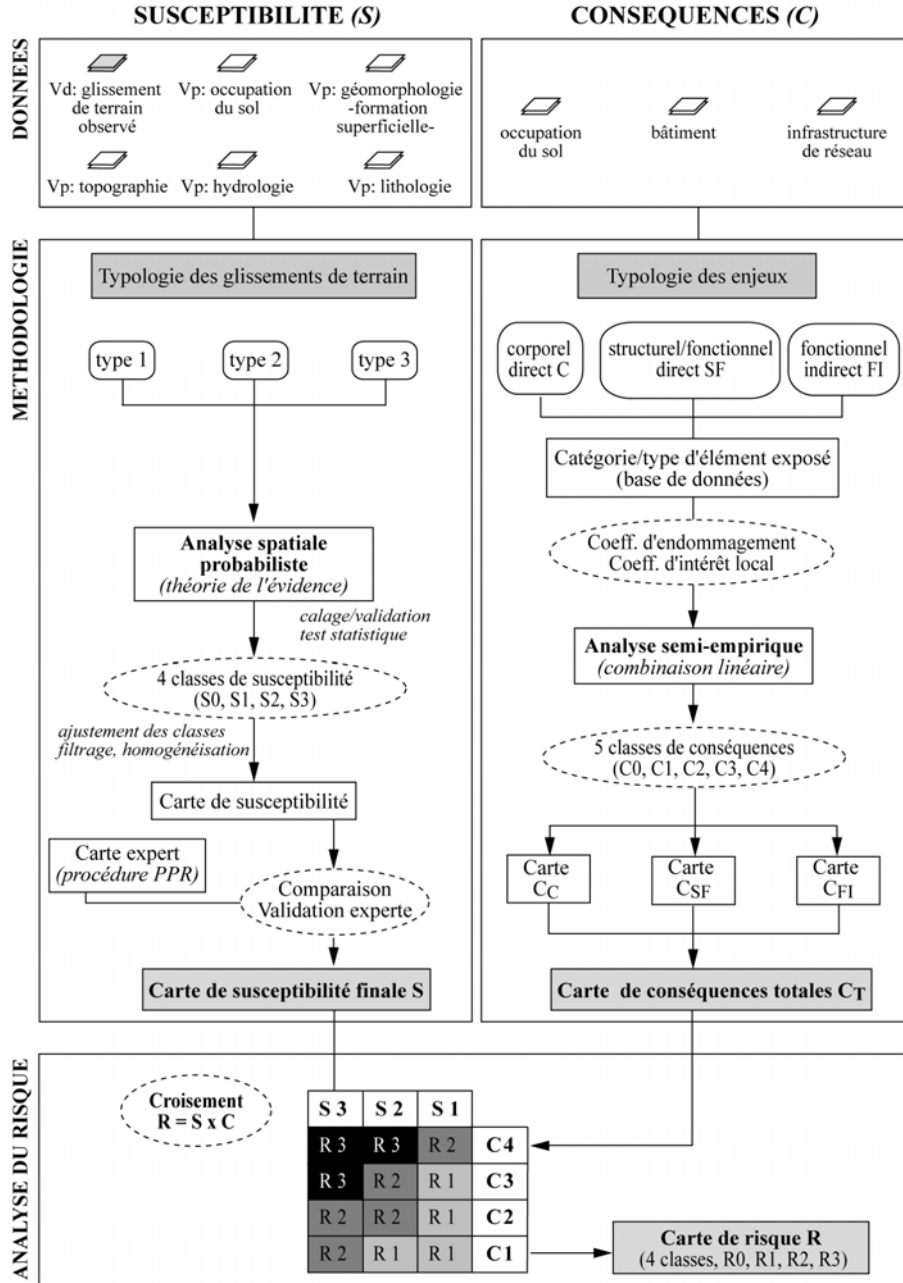 SUSCEPTIBILITE (S)
CONSEQUENCES (C)
DONNEES
Vd: glissement
de terrain
observé
Vp: occupation
du sol
Vp: géomorphologie
-formation
superficielle-
Vp: topographie
Vp: hydrologie
Vp: lithologie
occupation
du sol
bâtiment
infrastructure
de réseau
METHODOLOGIE
Typologie des glissements de terrain
type 1
type 2
type 3
Analyse spatiale
probabiliste
(théorie de l'évidence)
calage/validation
test statistique
4 classes de susceptibilité
(S0, S1, S2, S3)
ajustement des classes
filtrage, homogénéisation
Carte de susceptibilité
Carte expert
(procédure PPR)
Comparaison
Validation experte
Carte de susceptibilité finale S
Typologie des enjeux
corporel
direct C
structurel/fonctionnel
direct SF
fonctionnel
indirect FI
Catégorie/type d'élément exposé
(base de données)
Coeff. d'endommagement
Coeff. d'intérêt local
Analyse semi-empirique
(combinaison linéaire)
5 classes de conséquences
(C0, C1, C2, C3, C4)
Carte
CC
Carte
CSF
Carte
CFI
Carte de conséquences totales CT
ANALYSE DU RISQUE
Croisement
R = S x C
S 3 S 2 S 1
R 3 R 3 R 2 C4
R 3 R 2 R 1 C3
R 2 R 2 R 1 C2
R 2 R 1 R 1 C1
Carte de risque R
(4 classes, R0, R1, R2, R3)